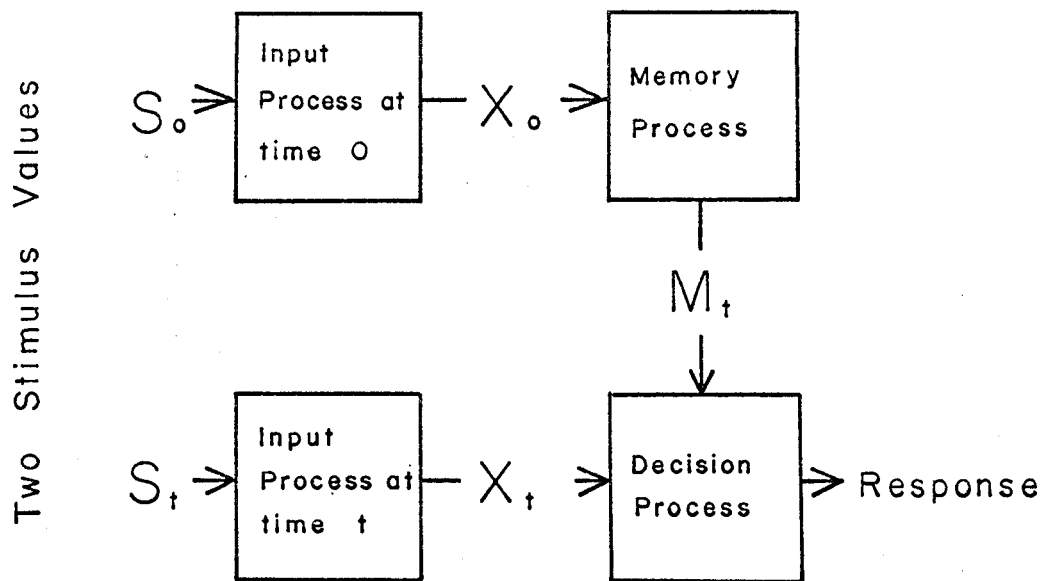 Two Stimulus Values
S₀
Input
Process at
time 0
X₀
Memory
Process
Mₜ
Sₜ
Input
Process at
time t
Xₜ
Decision
Process
Response